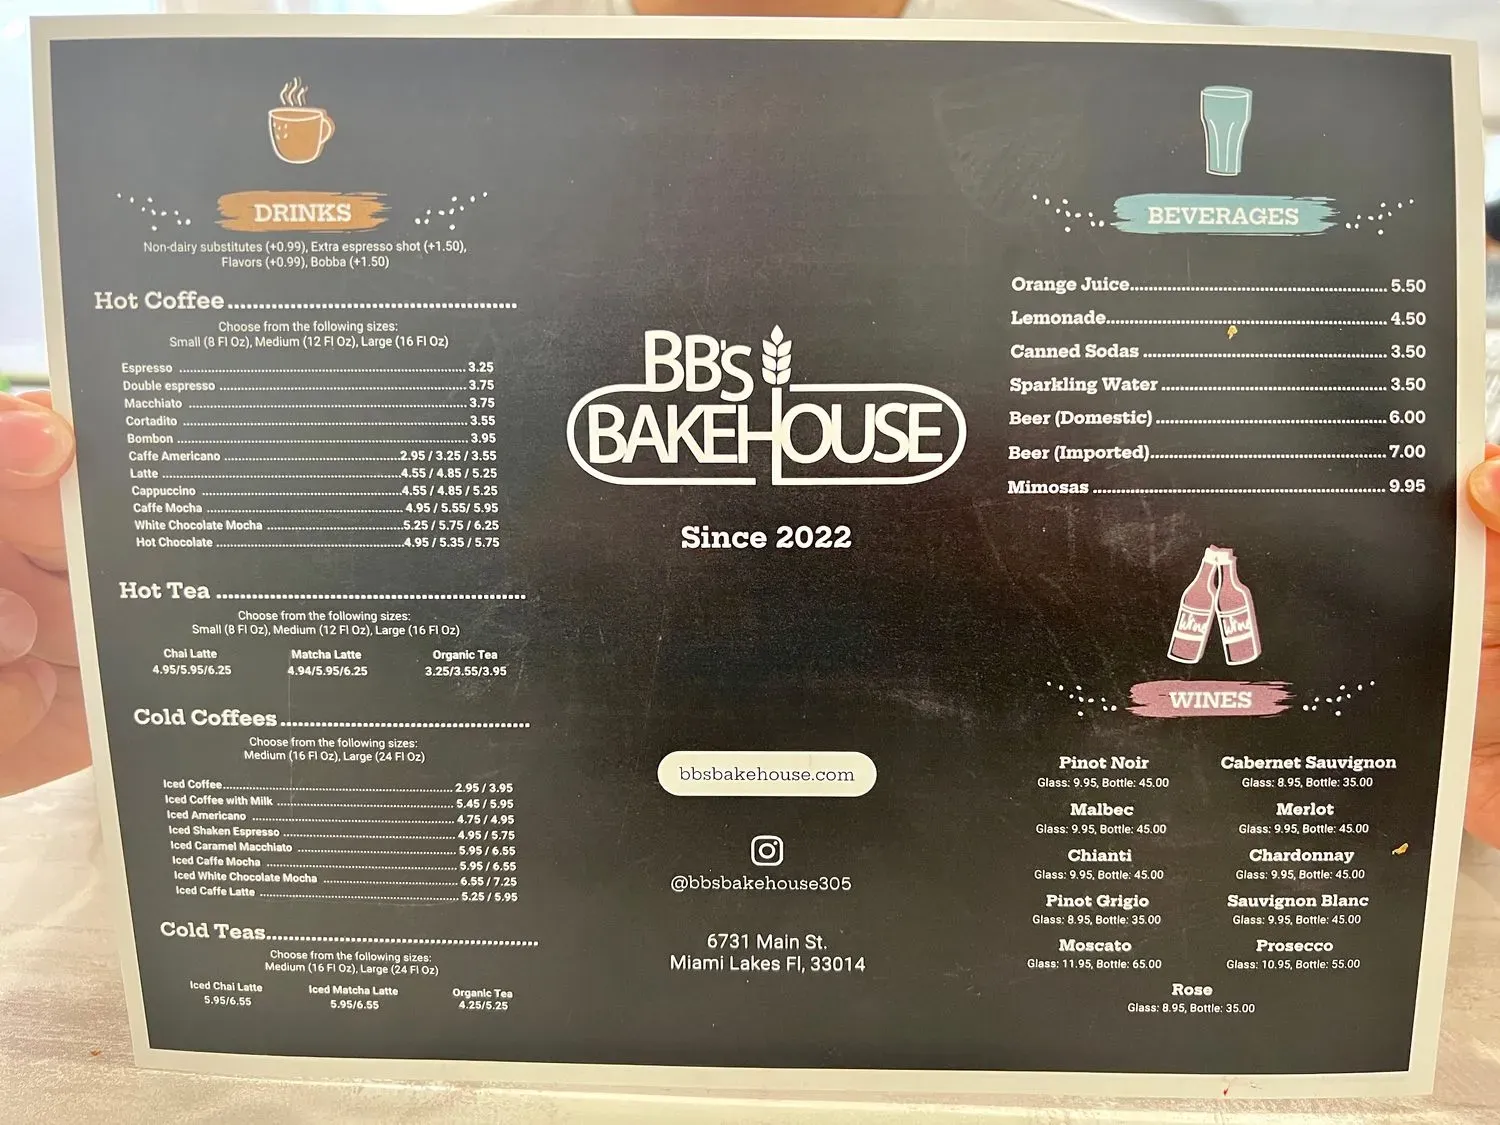 DRINKS
Non-dairy substitutes (+0.99), Extra espresso shot (+1.50),
Flavors (+0.99), Bobba (+1.50)
Hot Coffee
Choose from the following sizes:
Small (8 Fl Oz), Medium (12 Fl Oz), Large (16 Fl Oz)
Espresso 3.25
Double espresso 3.75
Macchiato 3.75
Cortadito 3.55
Bombon 3.95
Caffe Americano 2.95 / 3.25 / 3.55
Latte 4.55 / 4.85 / 5.25
Cappuccino 4.55 / 4.85 / 5.25
Caffe Mocha 4.95 / 5.55/ 5.95
White Chocolate Mocha 5.25 / 5.75 / 6.25
Hot Chocolate 4.95 / 5.35 / 5.75
Hot Tea
Choose from the following sizes:
Small (8 Fl Oz), Medium (12 Fl Oz), Large (16 Fl Oz)
Chai Latte
4.95/5.95/6.25
Matcha Latte
4.94/5.95/6.25
Organic Tea
3.25/3.55/3.95
Cold Coffees
Choose from the following sizes:
Medium (16 Fl Oz), Large (24 Fl Oz)
Iced Coffee 2.95 / 3.95
Iced Coffee with Milk 5.45 / 5.95
Iced Americano 4.75 / 4.95
Iced Shaken Espresso 4.95 / 5.75
Iced Caramel Macchiato 5.95 / 6.55
Iced Caffe Mocha 5.95 / 6.55
Iced White Chocolate Mocha 6.55 / 7.25
Iced Caffe Latte 5.25 / 5.95
Cold Teas
Choose from the following sizes:
Medium (16 Fl Oz), Large (24 Fl Oz)
Iced Chai Latte
5.95/6.55
Iced Matcha Latte
5.95/6.55
Organic Tea
4.25/5.25
BB's
BAKEHOUSE
Since 2022
bbsbakehouse.com
@bbsbakehouse305
6731 Main St.
Miami Lakes Fl, 33014
BEVERAGES
Orange Juice 5.50
Lemonade 4.50
Canned Sodas 3.50
Sparkling Water 3.50
Beer (Domestic) 6.00
Beer (Imported) 7.00
Mimosas 9.95
Wine Wine
WINES
Pinot Noir
Glass: 9.95, Bottle: 45.00
Cabernet Sauvignon
Glass: 8.95, Bottle: 35.00
Malbec
Glass: 9.95, Bottle: 45.00
Merlot
Glass: 9.95, Bottle: 45.00
Chianti
Glass: 9.95, Bottle: 45.00
Chardonnay
Glass: 9.95, Bottle: 45.00
Pinot Grigio
Glass: 8.95, Bottle: 35.00
Sauvignon Blanc
Glass: 9.95, Bottle: 45.00
Moscato
Glass: 11.95, Bottle: 65.00
Prosecco
Glass: 10.95, Bottle: 55.00
Rose
Glass: 8.95, Bottle: 35.00